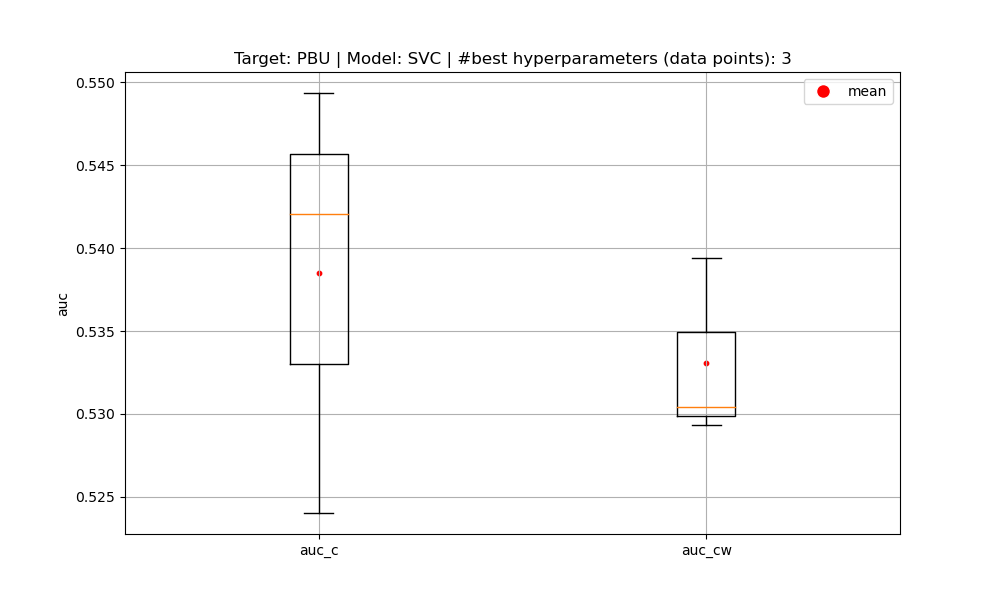 Target: PBU | Model: SVC | #best hyperparameters (data points): 3
mean
0.550
0.545
0.540
0.535
0.530
0.525
auc
auc_c
auc_cw